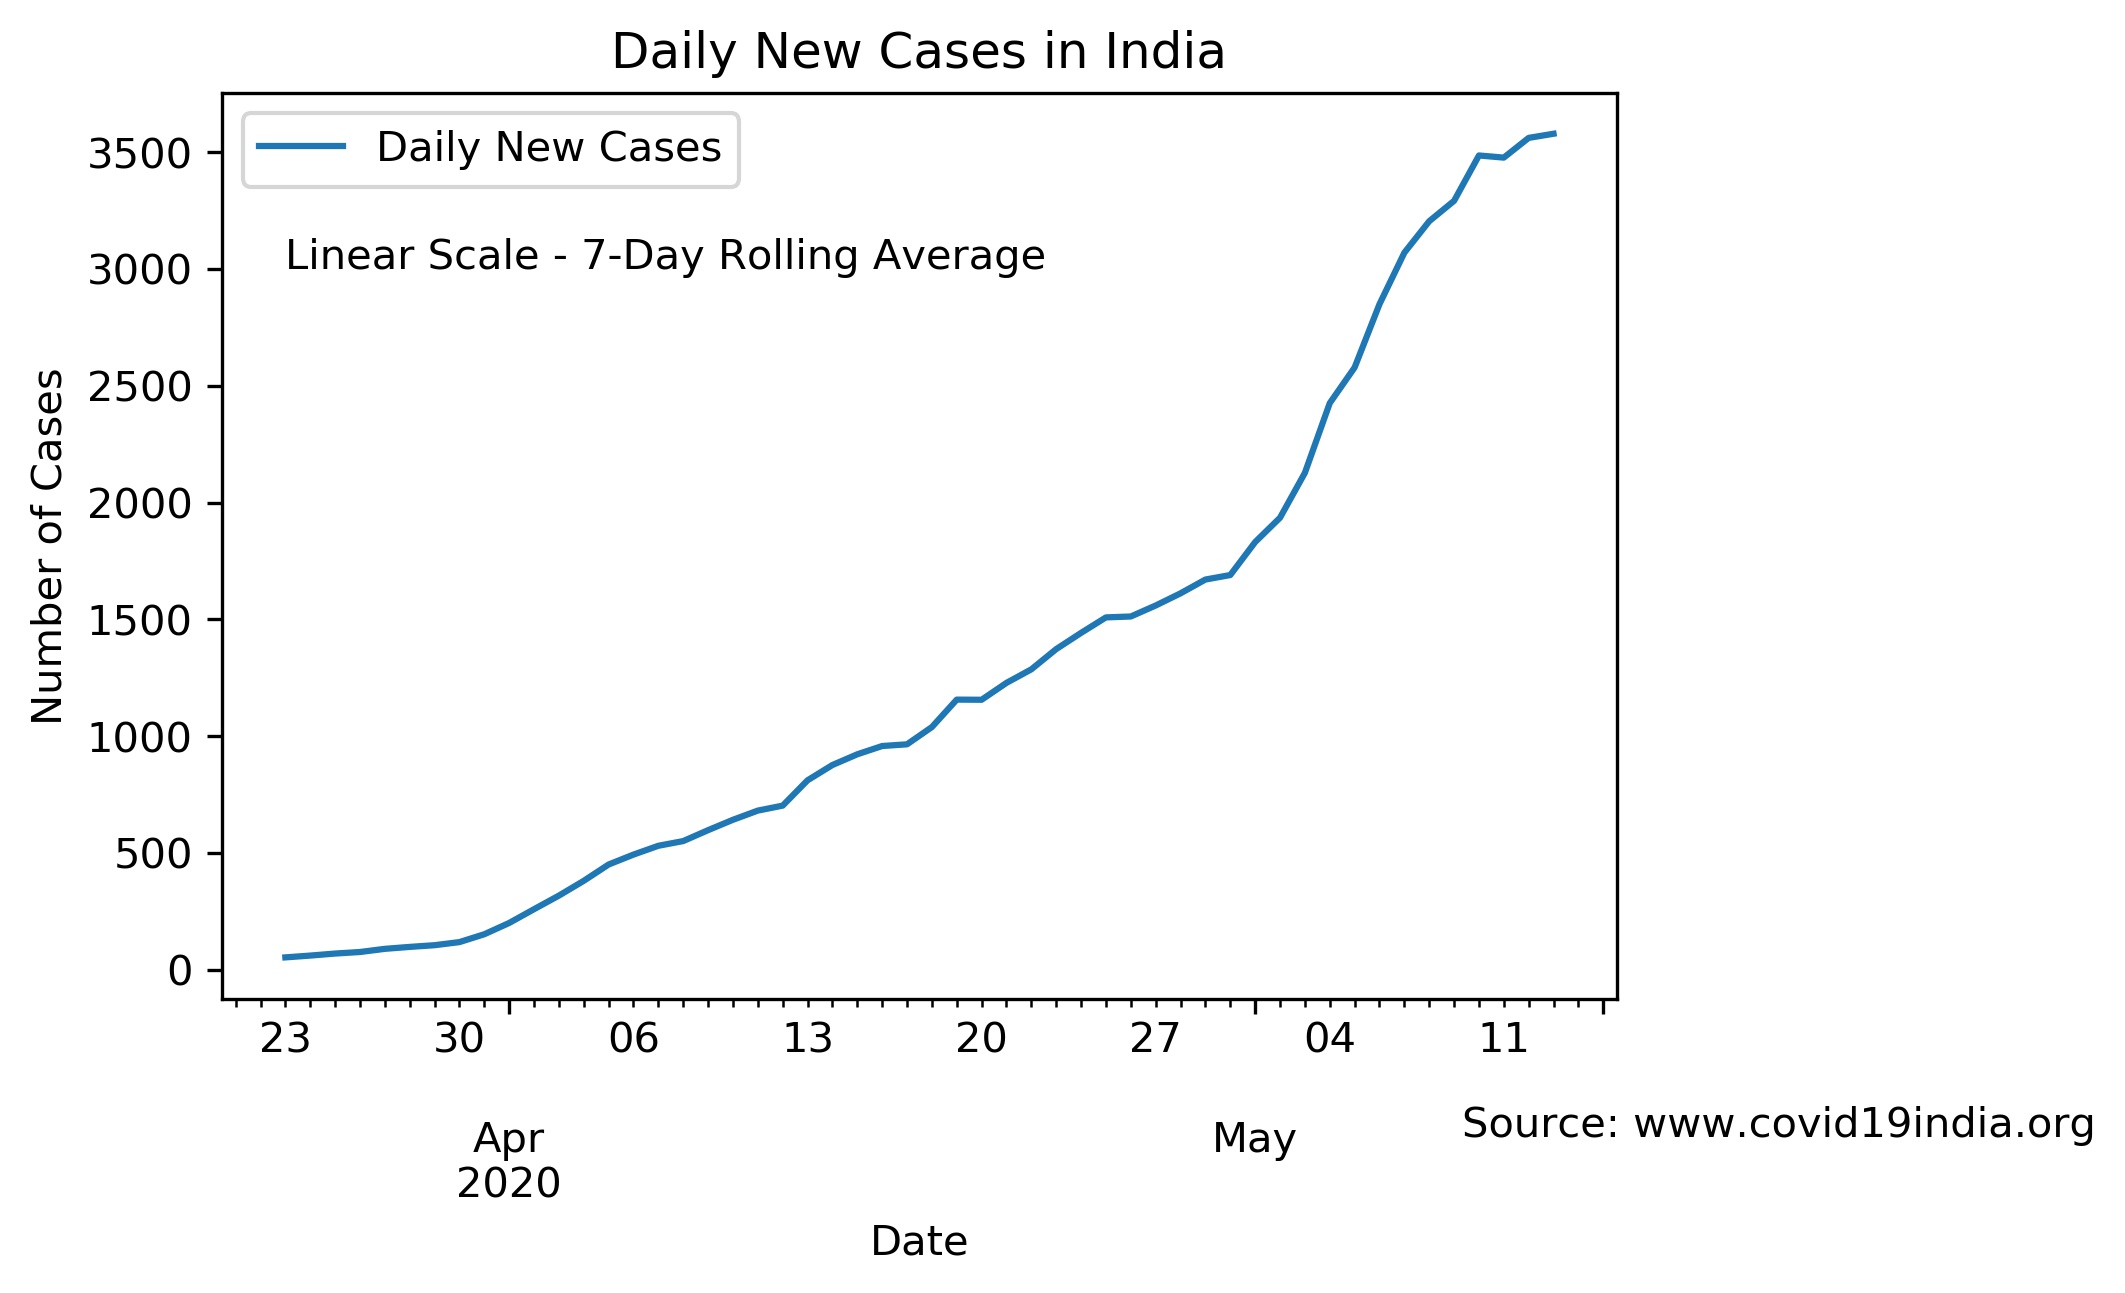 Daily New Cases in India
Daily New Cases
Linear Scale - 7-Day Rolling Average
Number of Cases
3500
3000
2500
2000
1500
1000
500
0
23 30 06 13 20 27 04 11
Apr May
2020
Source: www.covid19india.org
Date